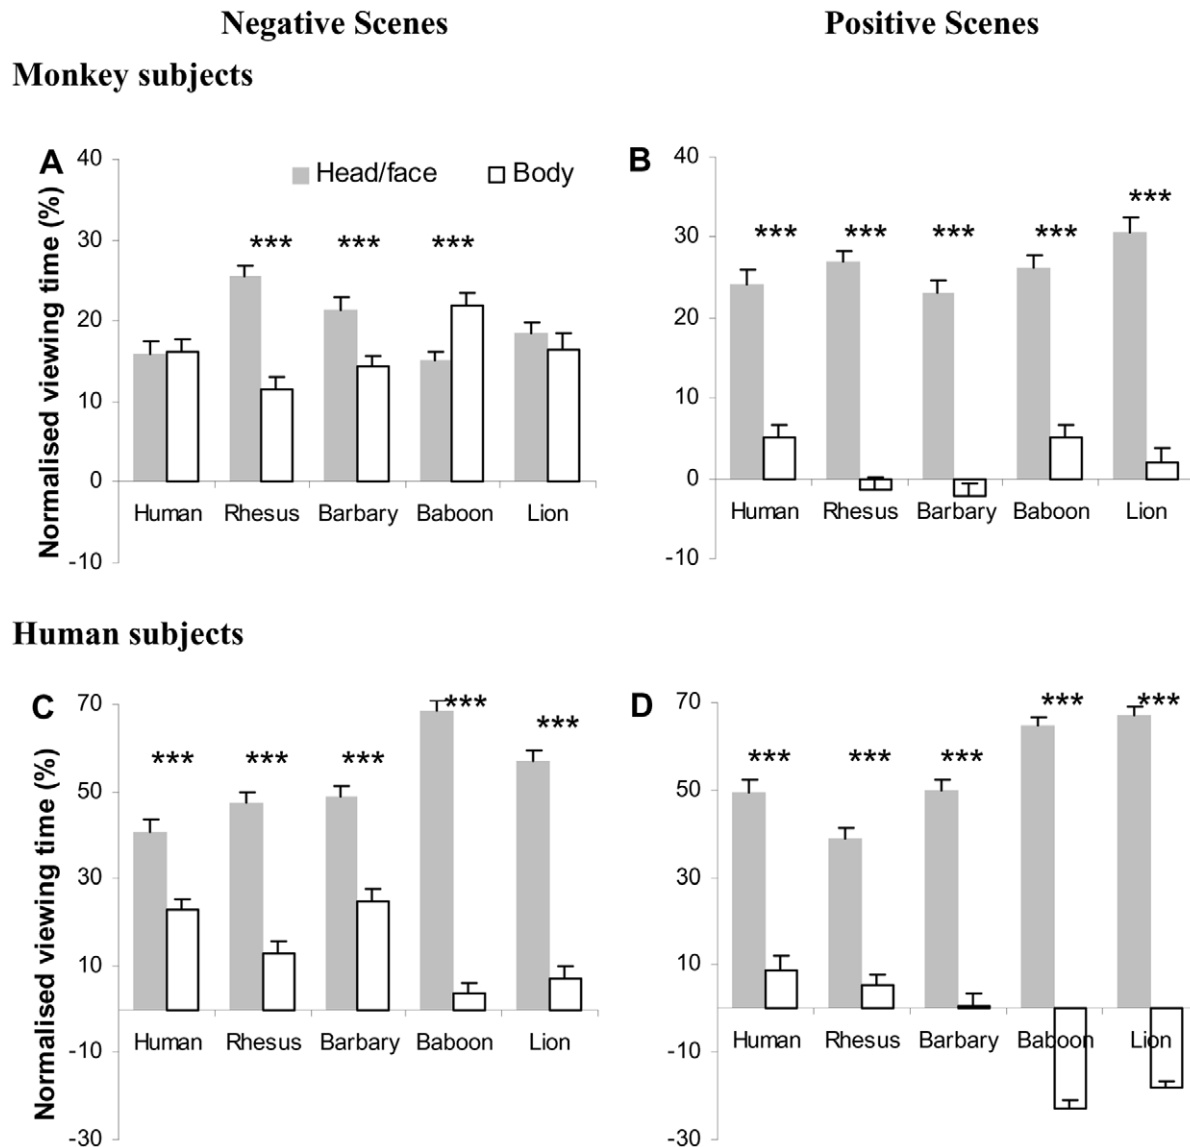 Negative Scenes Positive Scenes
Monkey subjects
A
Head/face Body
Normalised viewing time (%)
40
30
20
10
0
-10
*** *** ***
Human Rhesus Barbary Baboon Lion
B
40
30
20
10
0
-10
*** *** *** *** ***
Human Rhesus Barbary Baboon Lion
Human subjects
C
Normalised viewing time (%)
70
50
30
10
-10
-30
*** *** *** *** ***
Human Rhesus Barbary Baboon Lion
D
70
50
30
10
-10
-30
*** *** *** *** ***
Human Rhesus Barbary Baboon Lion